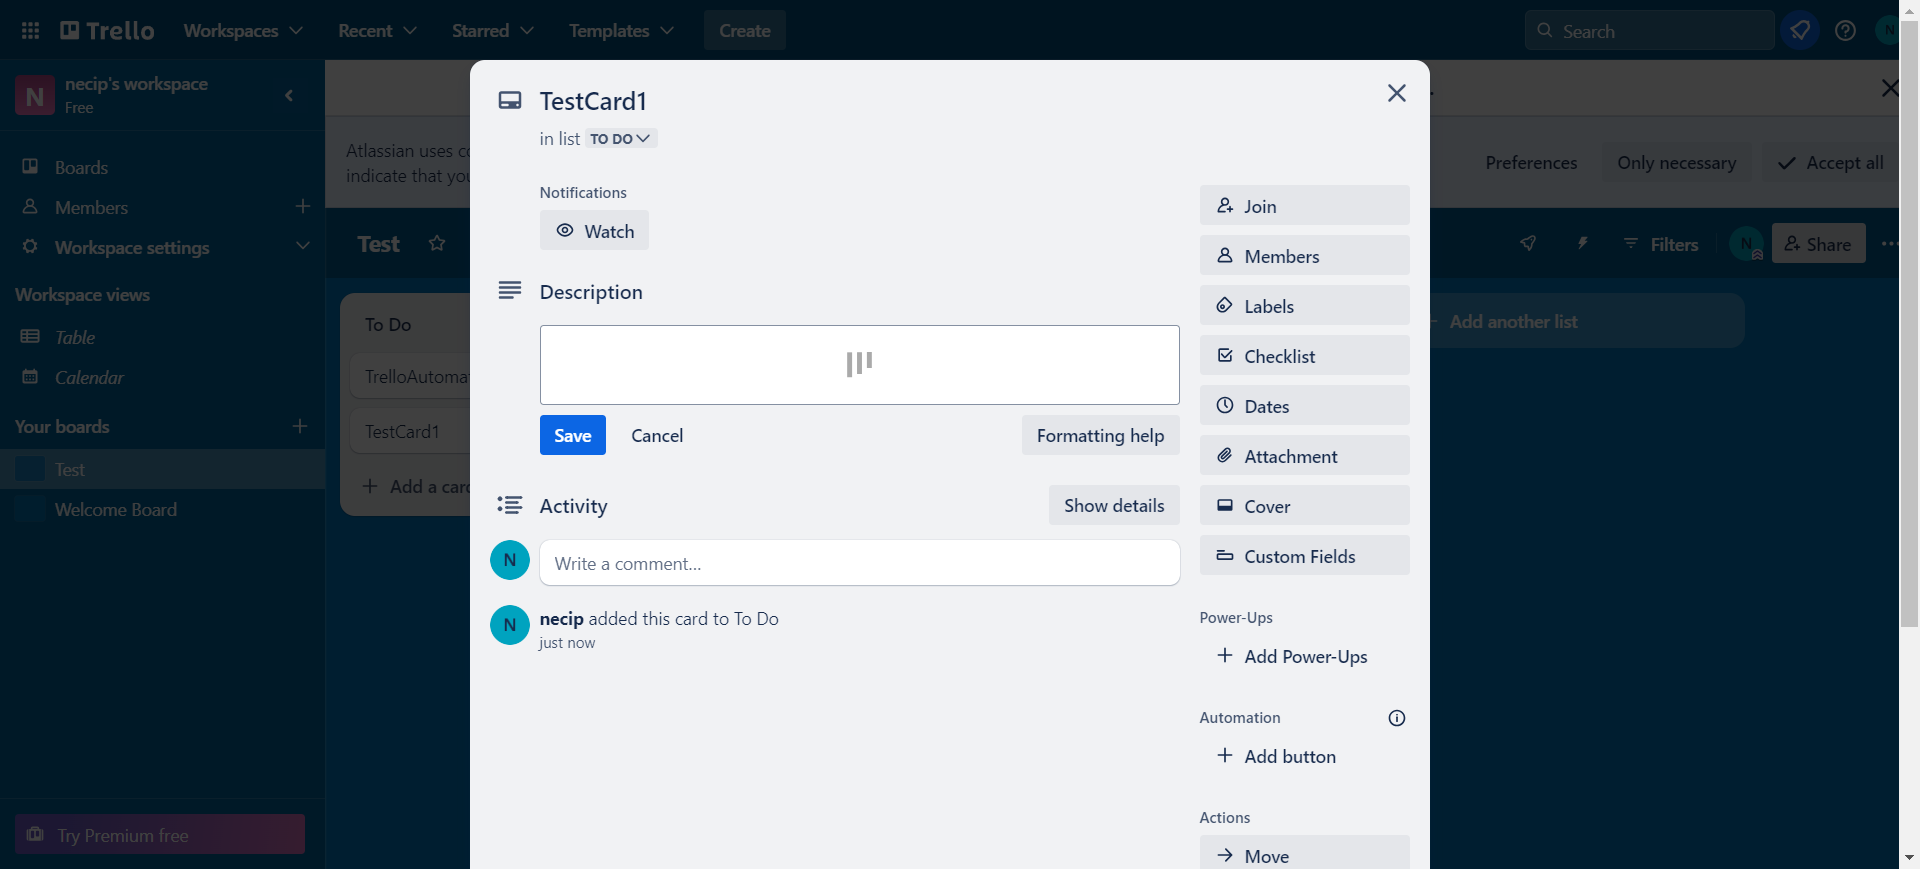 Trello
Workspaces
Recent
Starred
Templates
Create
Search
N
N
necip's workspace
Free
Boards
Members
Workspace settings
Workspace views
Table
Calendar
Your boards
Test
Welcome Board
Try Premium free
Atlassian uses
indicate that you
Preferences
Only necessary
Accept all
Test
Filters
N
Share
To Do
TestCard1
Add a card
Add another list
TestCard1
in list TO DO
Notifications
Watch
Description
Save
Cancel
Formatting help
Activity
Show details
N
Write a comment...
N
necip added this card to To Do
just now
Join
Members
Labels
Checklist
Dates
Attachment
Cover
Custom Fields
Power-Ups
Add Power-Ups
Automation
Add button
Actions
Move